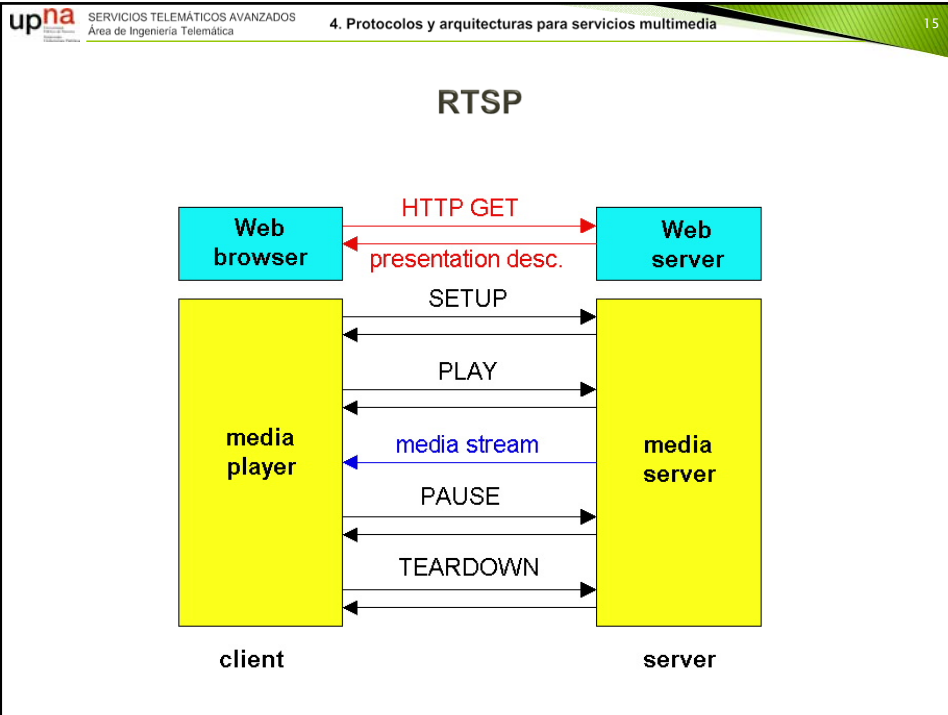 upna
SERVICIOS TELEMÁTICOS AVANZADOS
Área de Ingeniería Telemática
4. Protocolos y arquitecturas para servicios multimedia
15
RTSP
Web
browser
HTTP GET
presentation desc.
Web
server
SETUP
PLAY
media
player
media stream
media
server
PAUSE
TEARDOWN
client
server